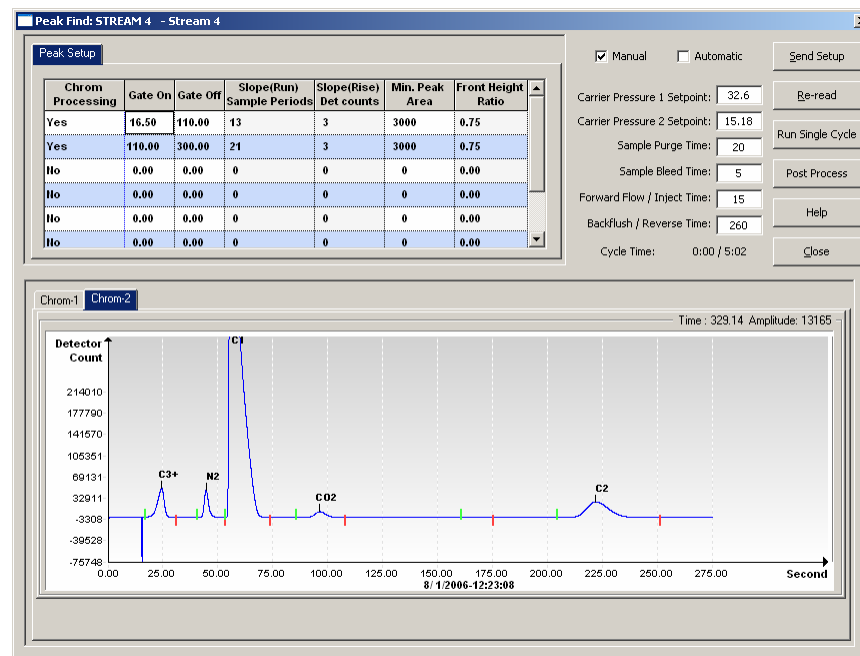 Peak Find: STREAM 4 - Stream 4
Peak Setup
Chrom Processing Gate On Gate Off Slope(Run) Sample Periods Slope(Rise) Det counts Min. Peak Area Front Height Ratio
Yes 16.50 110.00 13 3 3000 0.75
Yes 110.00 300.00 21 3 3000 0.75
No 0.00 0.00 0 0 0 0.00
No 0.00 0.00 0 0 0 0.00
No 0.00 0.00 0 0 0 0.00
No 0.00 0.00 0 0 0 0.00
Manual Automatic
Carrier Pressure 1 Setpoint: 32.6
Carrier Pressure 2 Setpoint: 15.18
Sample Purge Time: 20
Sample Bleed Time: 5
Forward Flow / Inject Time: 15
Backflush / Reverse Time: 260
Cycle Time: 0:00 / 5:02
Send Setup
Re-read
Run Single Cycle
Post Process
Help
Close
Chrom-1 Chrom-2
Time : 329.14 Amplitude: 13165
Detector
Count
214010
177790
141570
105351
69131
32911
-3308
-39528
-75748
C3+
N2
C1
CO2
C2
0.00 25.00 50.00 75.00 100.00 125.00 150.00 175.00 200.00 225.00 250.00 275.00 Second
8/ 1/2006-12:23:08